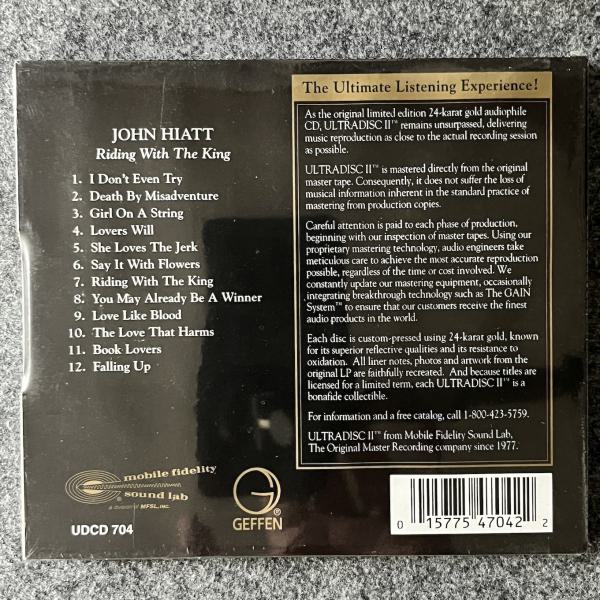 JOHN HIATT
Riding With The King
1. I Don't Even Try
2. Death By Misadventure
3. Girl On A String
4. Lovers Will
5. She Loves The Jerk
6. Say It With Flowers
7. Riding With The King
8. You May Already Be A Winner
9. Love Like Blood
10. The Love That Harms
11. Book Lovers
12. Falling Up
mobile fidelity
sound lab
a division of MFSL, INC.
UDCD 704
G
®
GEFFEN
The Ultimate Listening Experience!
As the original limited edition 24-karat gold audiophile
CD, ULTRADISC II™ remains unsurpassed, delivering
music reproduction as close to the actual recording session
as possible.
ULTRADISC II™ is mastered directly from the original
master tape. Consequently, it does not suffer the loss of
musical information inherent in the standard practice of
mastering from production copies.
Careful attention is paid to each phase of production,
beginning with our inspection of master tapes. Using our
proprietary mastering technology, audio engineers take
meticulous care to achieve the most accurate reproduction
possible, regardless of the time or cost involved. We
constantly update our mastering equipment, occasionally
integrating breakthrough technology such as The GAIN
System™ to ensure that our customers receive the finest
audio products in the world.
Each disc is custom-pressed using 24-karat gold, known
for its superior reflective qualities and its resistance to
oxidation. All liner notes, photos and artwork from the
original LP are faithfully recreated. And because titles are
licensed for a limited term, each ULTRADISC II™ is a
bonafide collectible.
For information and a free catalog, call 1-800-423-5759.
ULTRADISC II™ from Mobile Fidelity Sound Lab,
The Original Master Recording company since 1977.
0 15775 47042 2